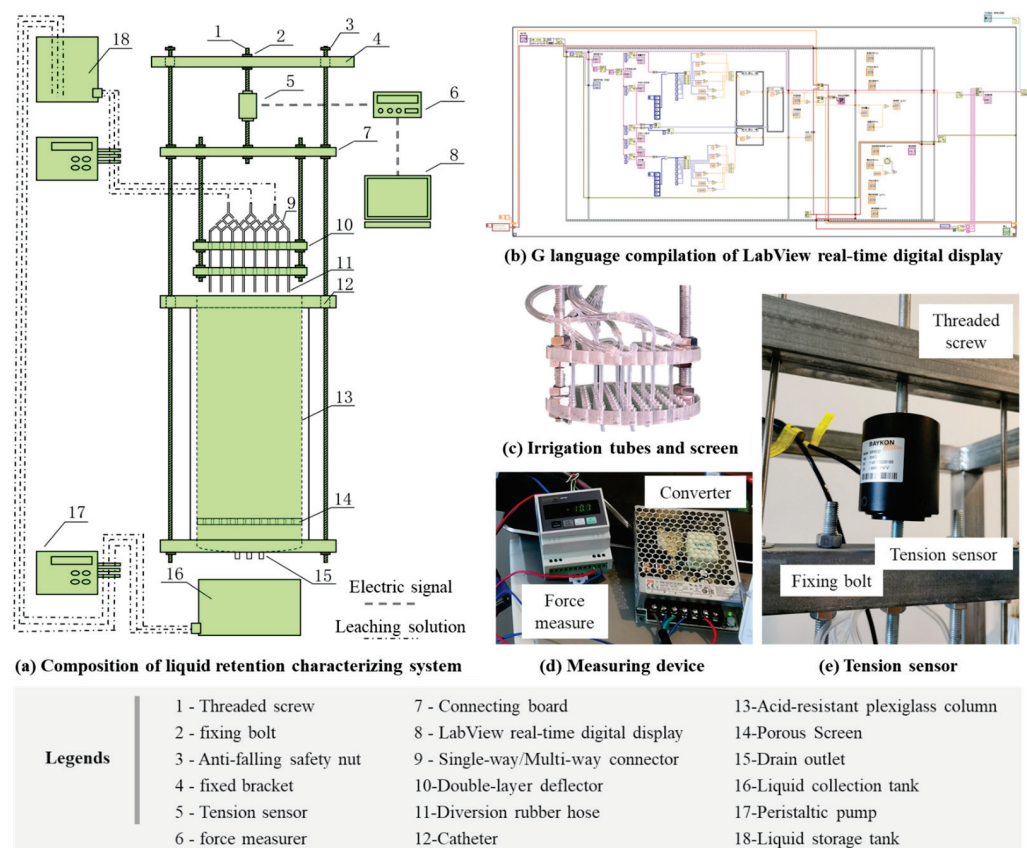 1
2
3
4
5
6
7
8
9
10
11
12
13
14
15
16
17
18
Electric signal
Leaching solution
(a) Composition of liquid retention characterizing system
(b) G language compilation of LabView real-time digital display
(c) Irrigation tubes and screen
Converter
Force
measure
(d) Measuring device
Threaded
screw
BAYKON
Tension sensor
Fixing bolt
(e) Tension sensor
Legends
1 - Threaded screw
2 - fixing bolt
3 - Anti-falling safety nut
4 - fixed bracket
5 - Tension sensor
6 - force measurer
7 - Connecting board
8 - LabView real-time digital display
9 - Single-way/Multi-way connector
10-Double-layer deflector
11-Diversion rubber hose
12-Catheter
13-Acid-resistant plexiglass column
14-Porous Screen
15-Drain outlet
16-Liquid collection tank
17-Peristaltic pump
18-Liquid storage tank